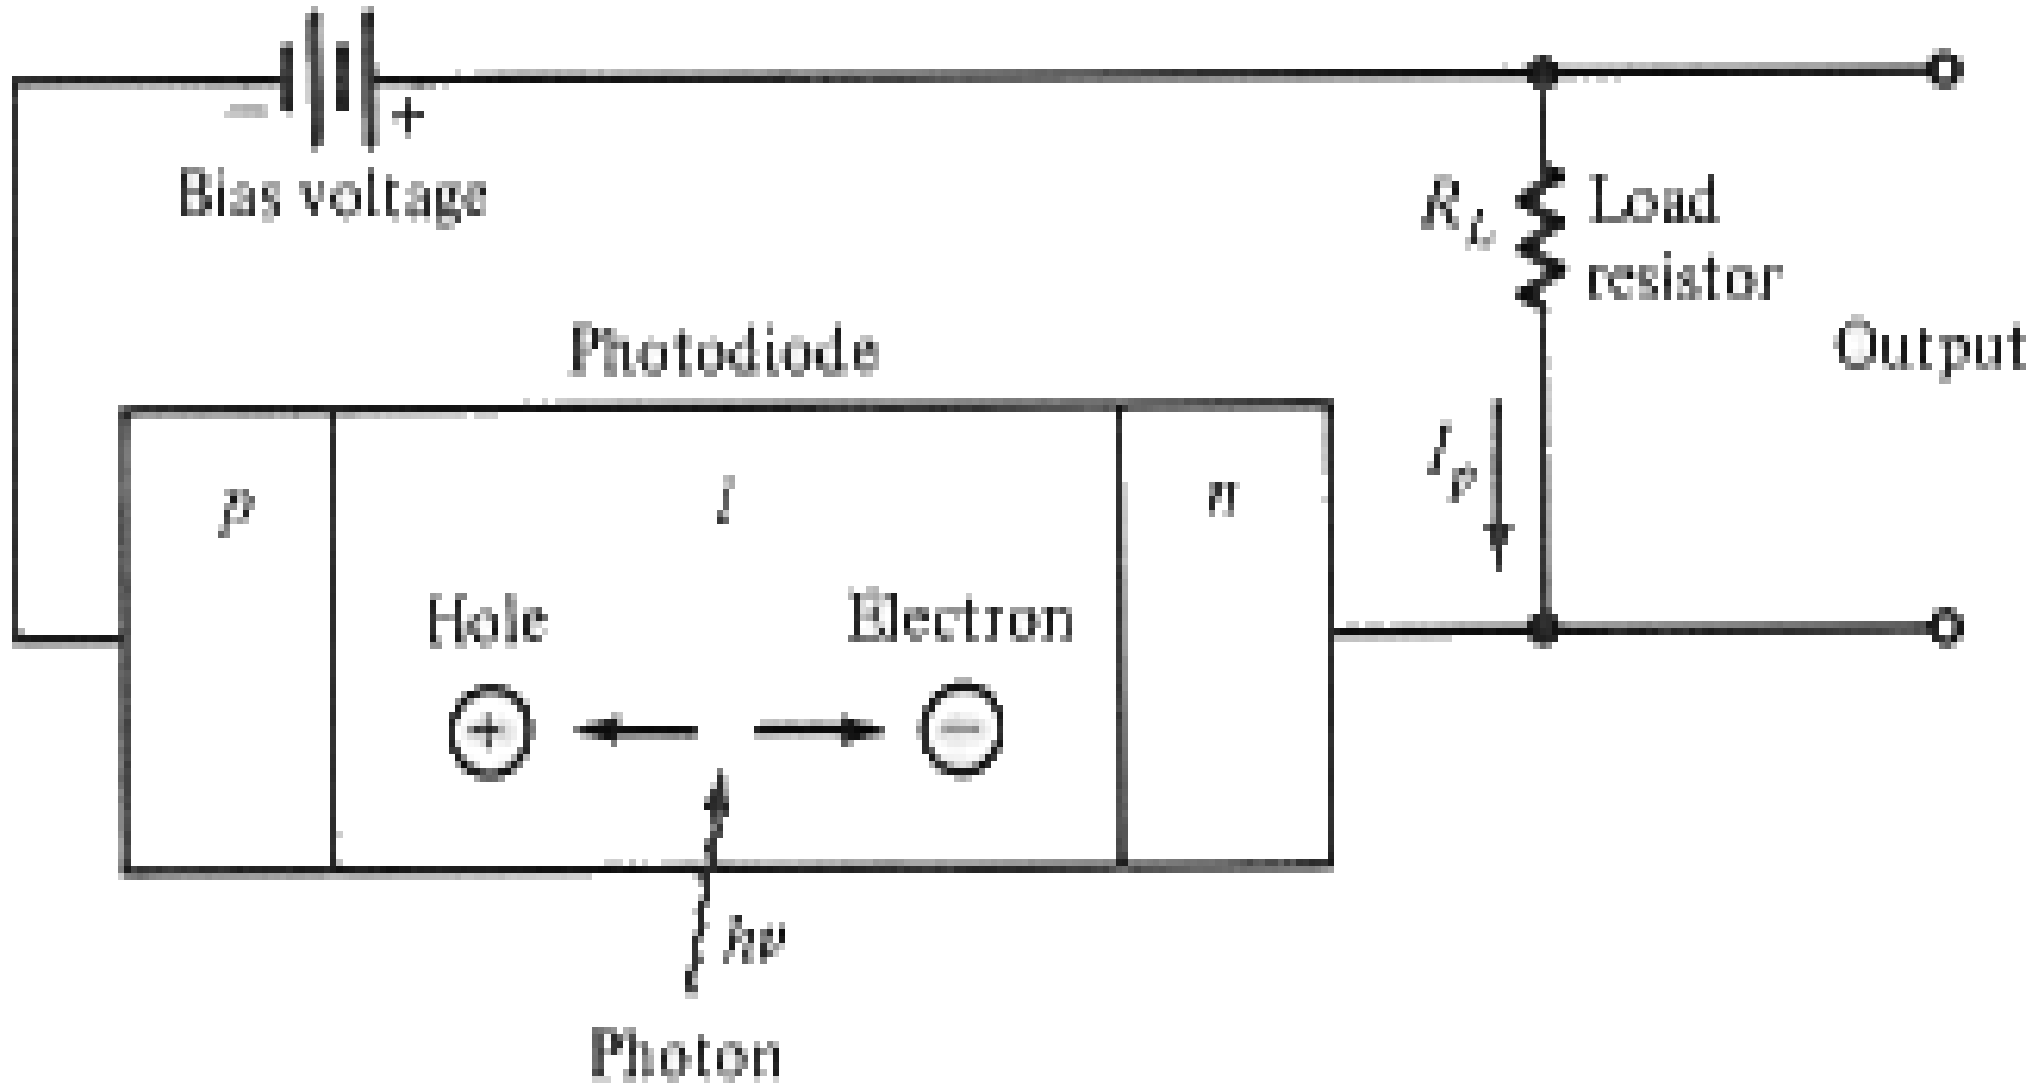 − +
Bias voltage
R_L Load
resistor
Output
Photodiode
p i n
I_p
Hole Electron
+ −
hν
Photon